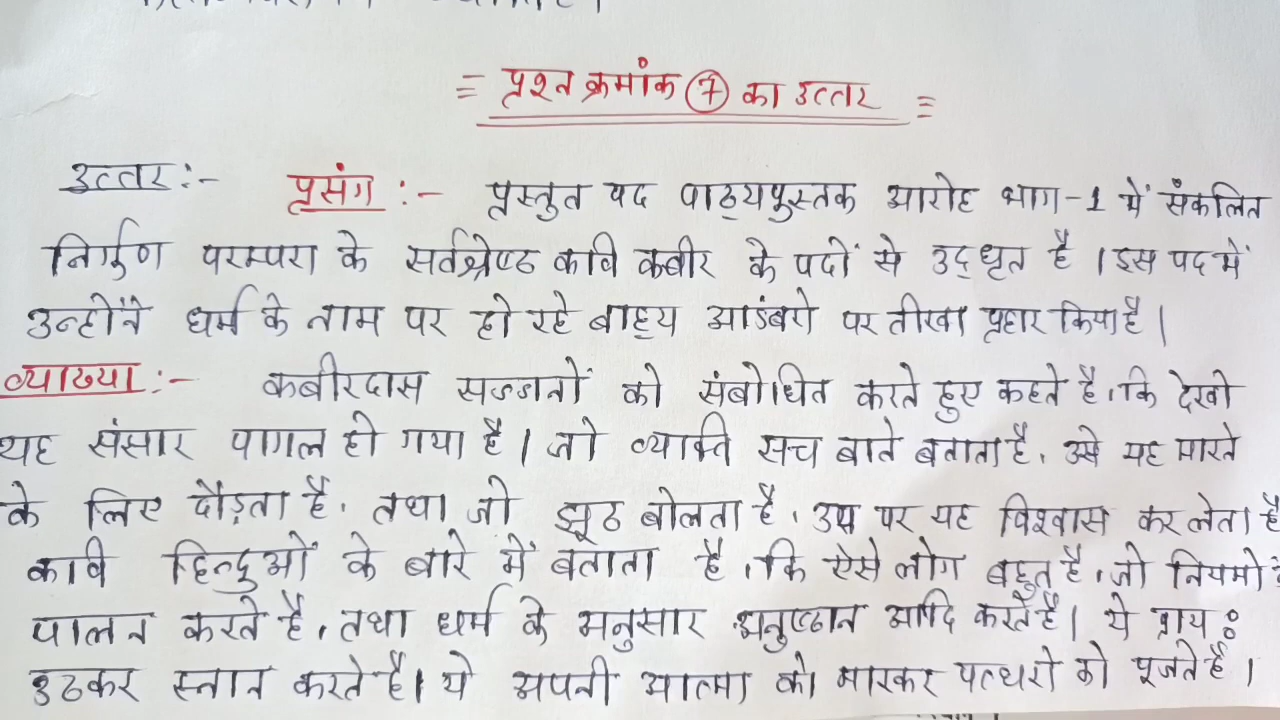 = प्रश्न क्रमांक ⑦ का उत्तर =
उत्तर:- प्रसंग:- प्रस्तुत पद पाठ्यपुस्तक आरोह भाग-1 में संकलित
निर्गुण परम्परा के सर्वश्रेष्ठ कवि कबीर के पदों से उद्धृत है। इस पद में
उन्होंने धर्म के नाम पर हो रहे बाह्य आडंबरो पर तीखा प्रहार किया है।
व्याख्या:- कबीरदास सज्जनों को संबोधित करते हुए कहते है, कि देखो
यह संसार पागल हो गया है। जो व्यक्ति सच बाते बताता है, उसे यह मारने
के लिए दौड़ता है, तथा जो झूठ बोलता है, उस पर यह विश्वास कर लेता है
कवि हिन्दुओं के बारे में बताता है, कि ऐसे लोग बहुत है, जो नियमो
पालन करते है, तथा धर्म के अनुसार अनुष्ठान आदि करते है। ये प्राय:
उठकर स्नान करते है। ये अपनी आत्मा को मारकर पत्थरो को पूजते है।